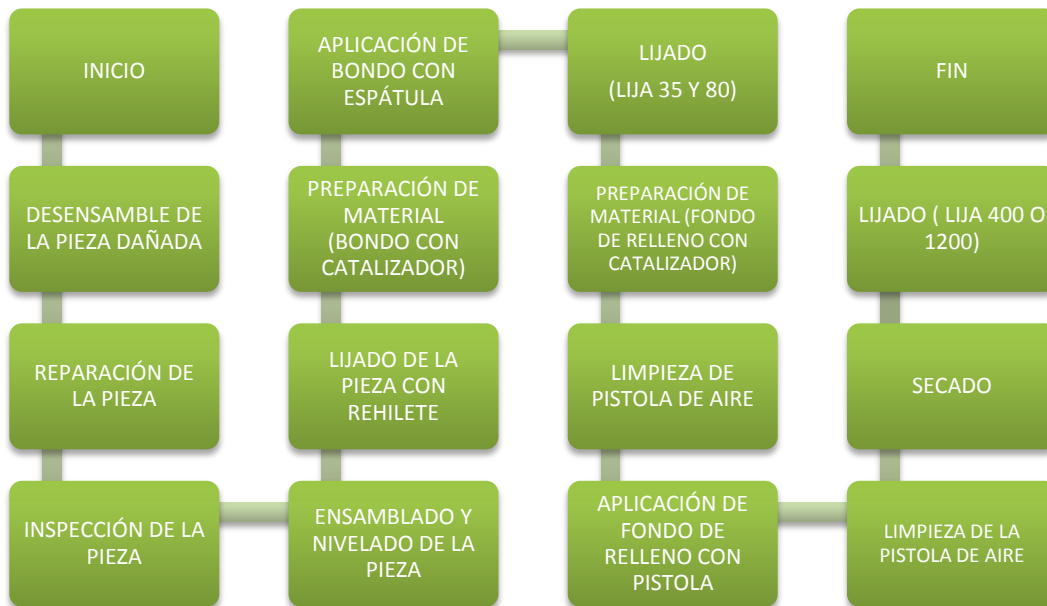 INICIO
DESENSAMBLE DE
LA PIEZA DAÑADA
REPARACIÓN DE
LA PIEZA
INSPECCIÓN DE LA
PIEZA
ENSAMBLADO Y
NIVELADO DE LA
PIEZA
LIJADO DE LA
PIEZA CON
REHILETE
PREPARACIÓN DE
MATERIAL
(BONDO CON
CATALIZADOR)
APLICACIÓN DE
BONDO CON
ESPÁTULA
LIJADO
(LIJA 35 Y 80)
PREPARACIÓN DE
MATERIAL (FONDO
DE RELLENO CON
CATALIZADOR)
LIMPIEZA DE
PISTOLA DE AIRE
APLICACIÓN DE
FONDO DE
RELLENO CON
PISTOLA
LIMPIEZA DE LA
PISTOLA DE AIRE
SECADO
LIJADO ( LIJA 400 O
1200)
FIN